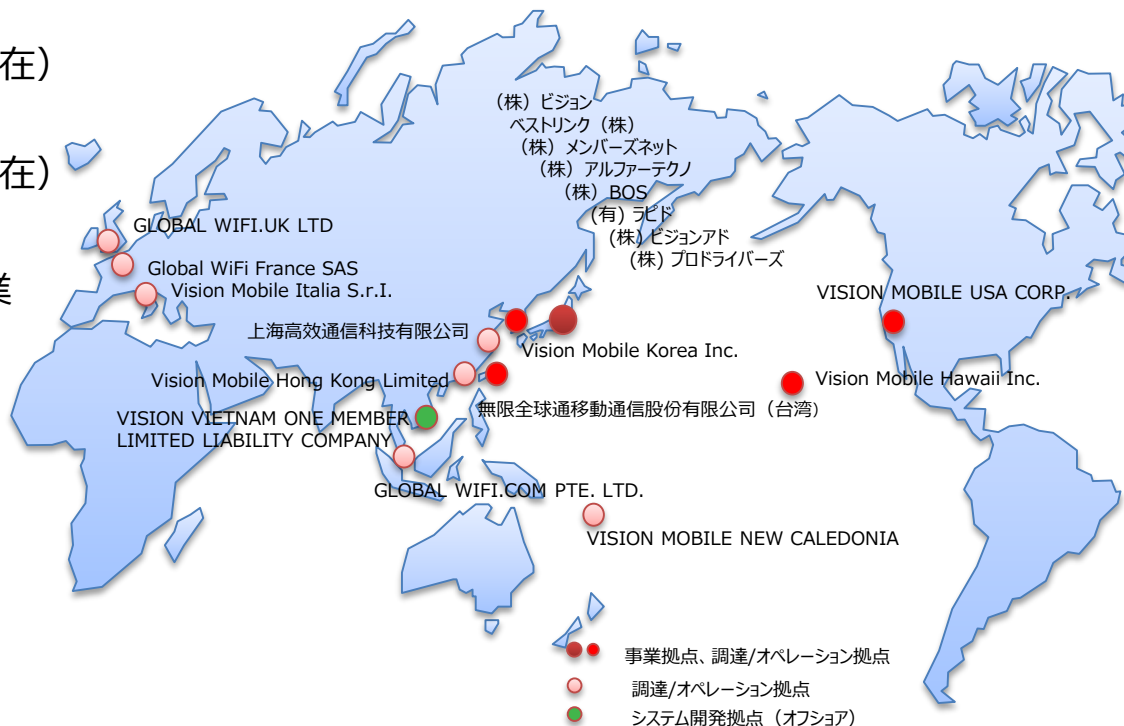 在）
在）
業
（株）ビジョン
ベストリンク（株）
（株）メンバーズネット
（株）アルファーテクノ
（株）BOS
(有) ラピド
(株）ビジョンアド
(株）プロドライバーズ
GLOBAL WIFI.UK LTD
Global WiFi France SAS
Vision Mobile Italia S.r.I.
VISION MOBILE USA CORP.
上海高效通信科技有限公司
Vision Mobile Korea Inc.
Vision Mobile Hong Kong Limited
Vision Mobile Hawaii Inc.
無限全球通移動通信股份有限公司（台湾）
VISION VIETNAM ONE MEMBER
LIMITED LIABILITY COMPANY
GLOBAL WIFI.COM PTE. LTD.
VISION MOBILE NEW CALEDONIA
事業拠点、調達/オペレーション拠点
調達/オペレーション拠点
システム開発拠点（オフショア）